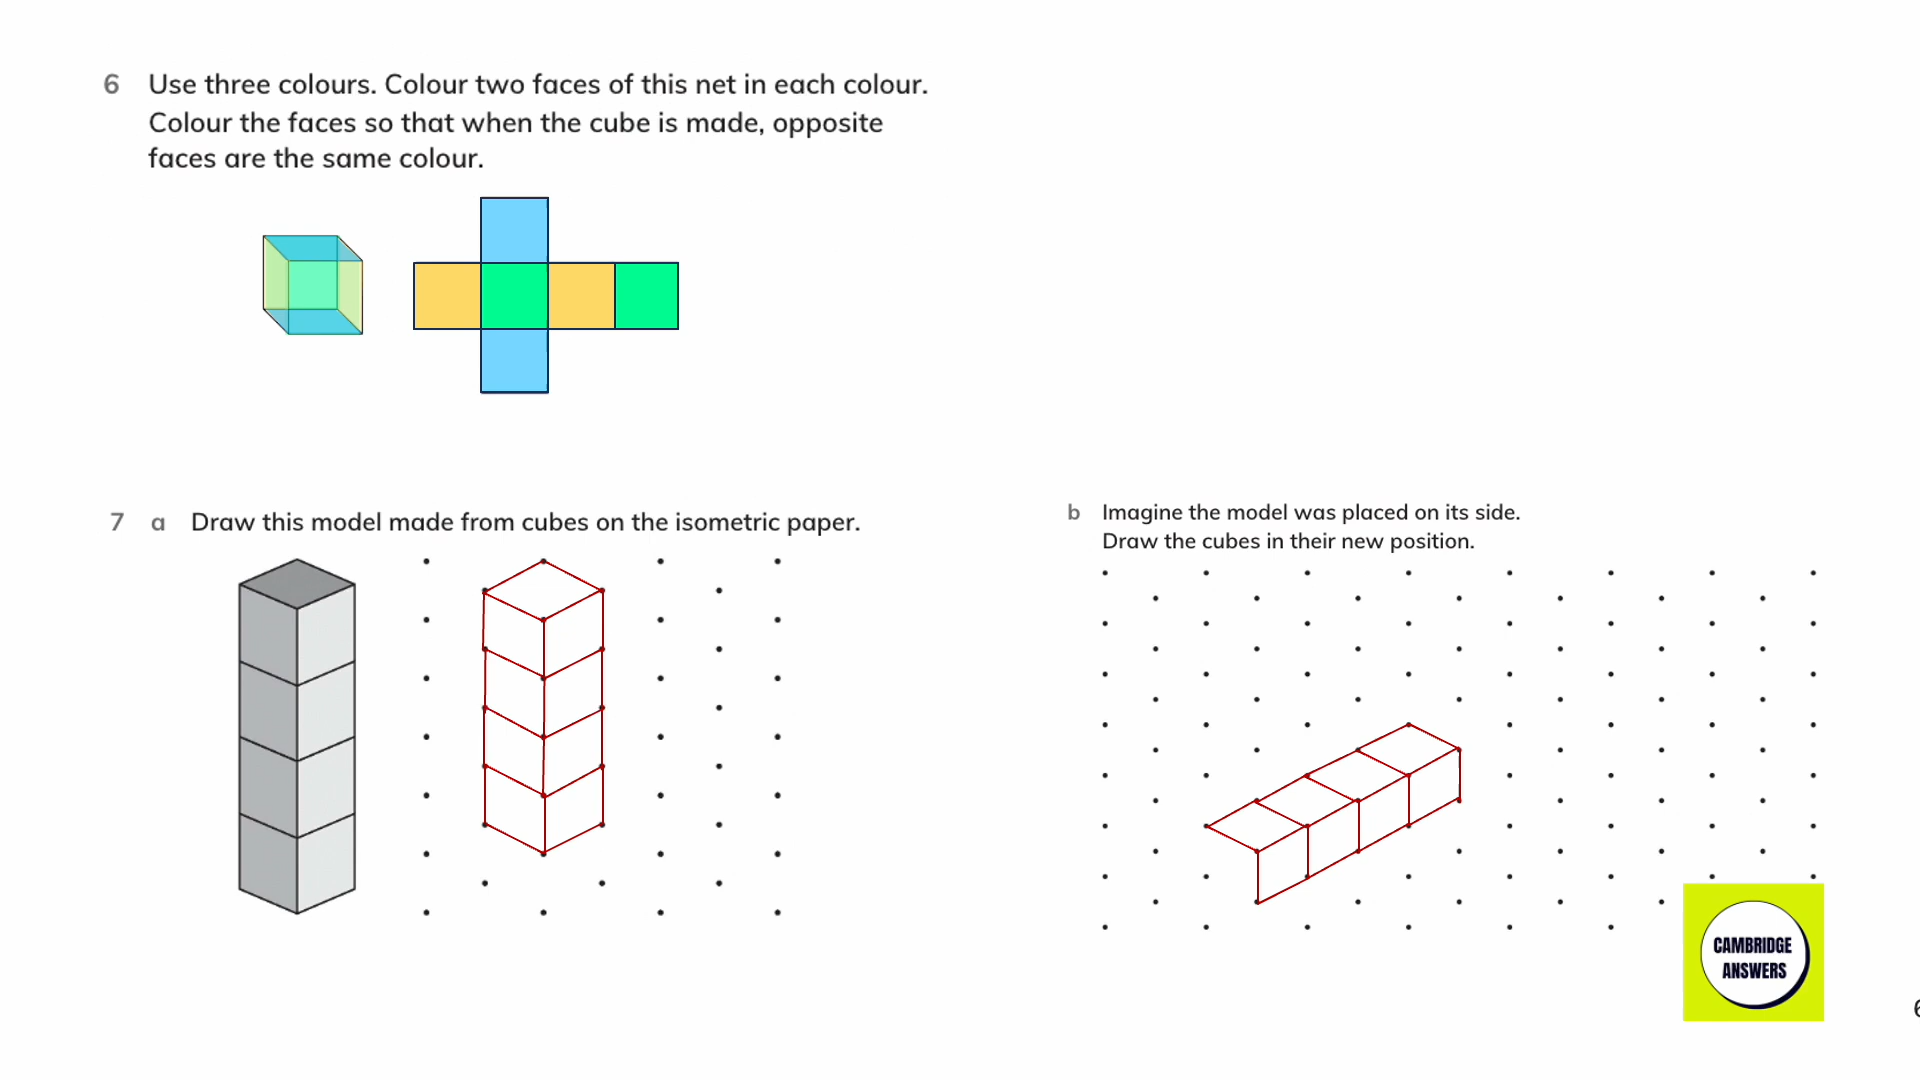 6 Use three colours. Colour two faces of this net in each colour.
Colour the faces so that when the cube is made, opposite
faces are the same colour.
7 a Draw this model made from cubes on the isometric paper.
b Imagine the model was placed on its side.
Draw the cubes in their new position.
CAMBRIDGE
ANSWERS